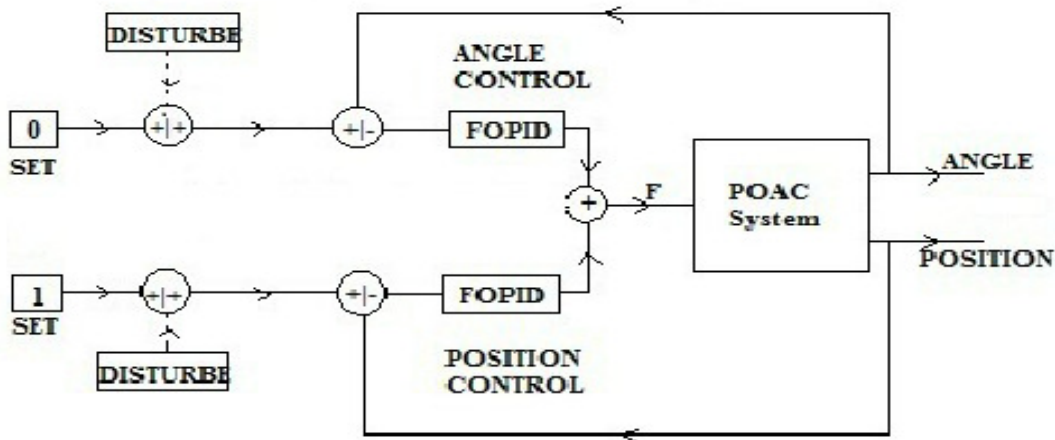 DISTURBE
ANGLE
CONTROL
0
+|+
+|-
FOPID
SET
ANGLE
POAC
System
+
F
POSITION
1
+|+
+|-
FOPID
SET
DISTURBE
POSITION
CONTROL